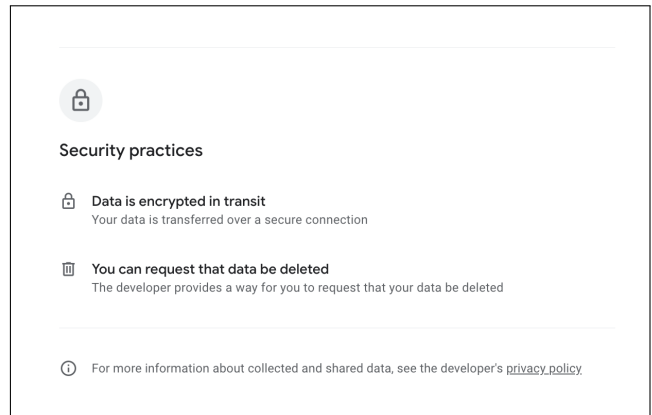 Security practices
Data is encrypted in transit
Your data is transferred over a secure connection
You can request that data be deleted
The developer provides a way for you to request that your data be deleted
For more information about collected and shared data, see the developer's privacy policy